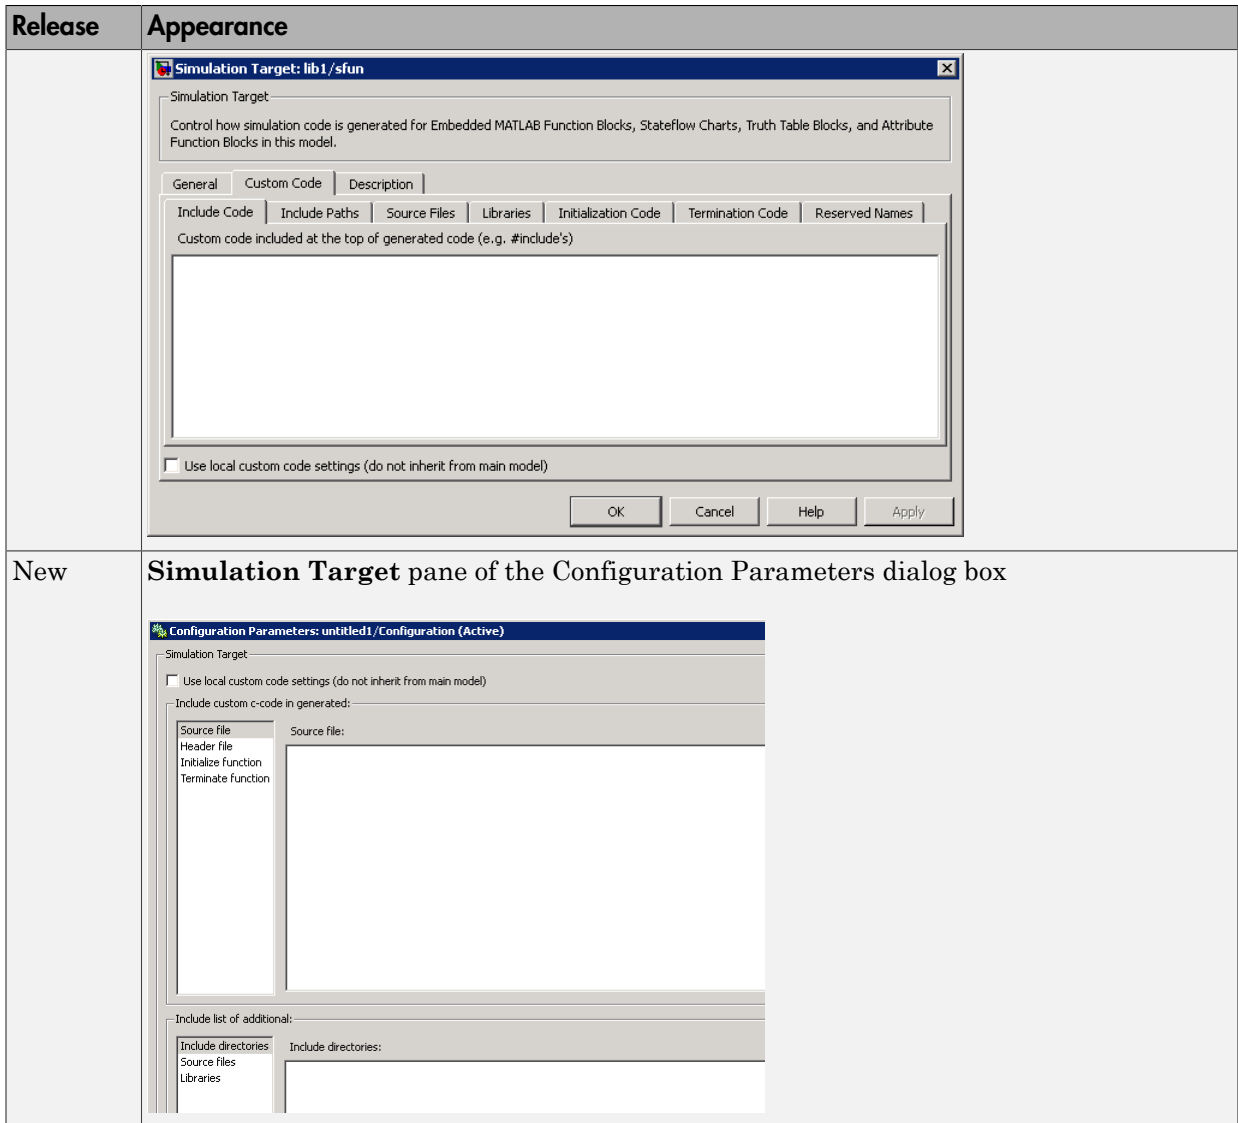 Release Appearance
Simulation Target: lib1/sfun
Simulation Target
Control how simulation code is generated for Embedded MATLAB Function Blocks, Stateflow Charts, Truth Table Blocks, and Attribute
Function Blocks in this model.
General Custom Code Description
Include Code Include Paths Source Files Libraries Initialization Code Termination Code Reserved Names
Custom code included at the top of generated code (e.g. #include's)
Use local custom code settings (do not inherit from main model)
OK Cancel Help Apply
New Simulation Target pane of the Configuration Parameters dialog box
Configuration Parameters: untitled1/Configuration (Active)
Simulation Target
Use local custom code settings (do not inherit from main model)
Include custom c-code in generated:
Source file Source file:
Header file
Initialize function
Terminate function
Include list of additional:
Include directories Include directories:
Source files
Libraries